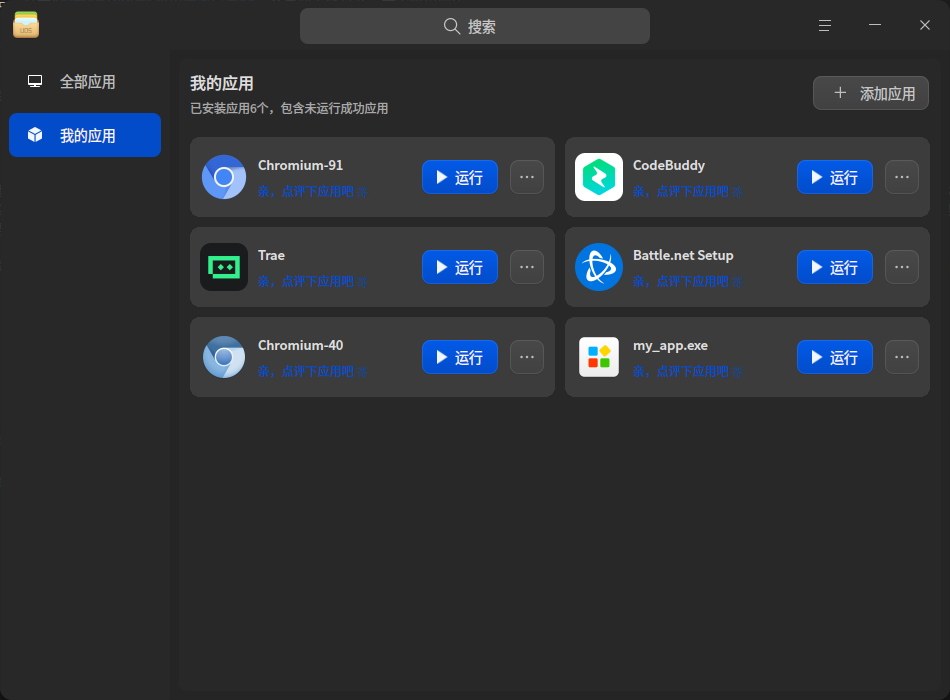 UOS
搜索
全部应用
我的应用
我的应用
已安装应用6个，包含未运行成功应用
添加应用
Chromium-91
亲，点评下应用吧
运行
CodeBuddy
亲，点评下应用吧
运行
Trae
亲，点评下应用吧
运行
Battle.net Setup
亲，点评下应用吧
运行
Chromium-40
亲，点评下应用吧
运行
my_app.exe
亲，点评下应用吧
运行